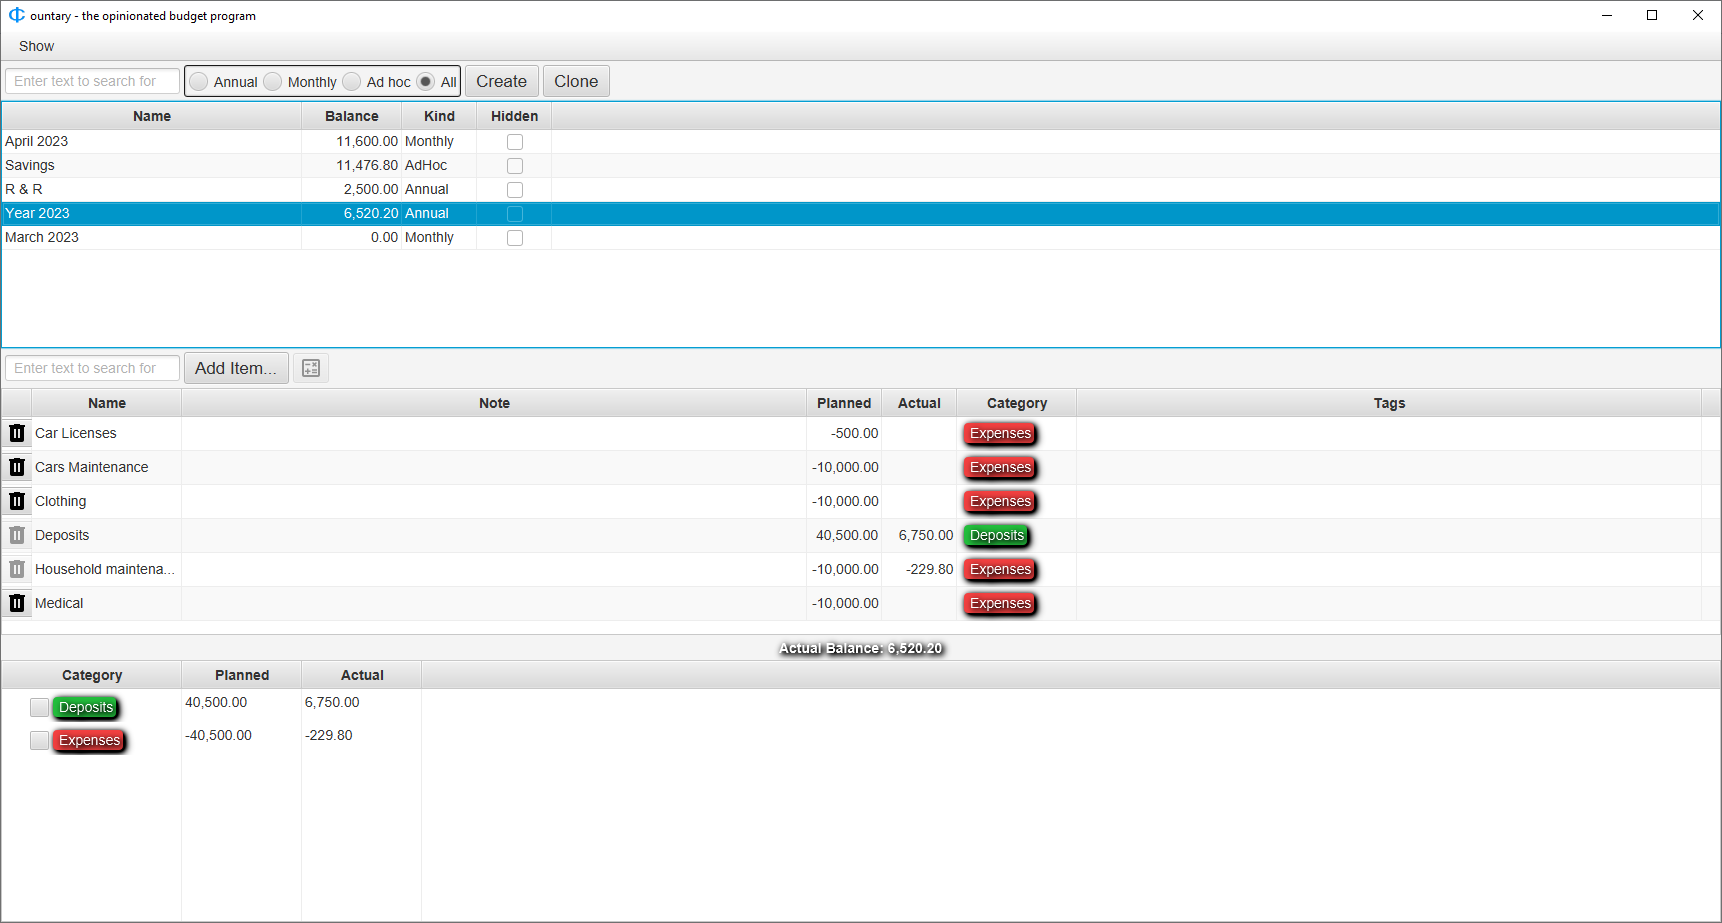 ountary - the opinionated budget program
Show
Enter text to search for Annual Monthly Ad hoc All Create Clone
Name Balance Kind Hidden
April 2023 11,600.00 Monthly
Savings 11,476.80 AdHoc
R & R 2,500.00 Annual
Year 2023 6,520.20 Annual
March 2023 0.00 Monthly
Enter text to search for Add Item...
Name Note Planned Actual Category Tags
Car Licenses -500.00 Expenses
Cars Maintenance -10,000.00 Expenses
Clothing -10,000.00 Expenses
Deposits 40,500.00 6,750.00 Deposits
Household maintena... -10,000.00 -229.80 Expenses
Medical -10,000.00 Expenses
Actual Balance: 6,520.20
Category Planned Actual
Deposits 40,500.00 6,750.00
Expenses -40,500.00 -229.80